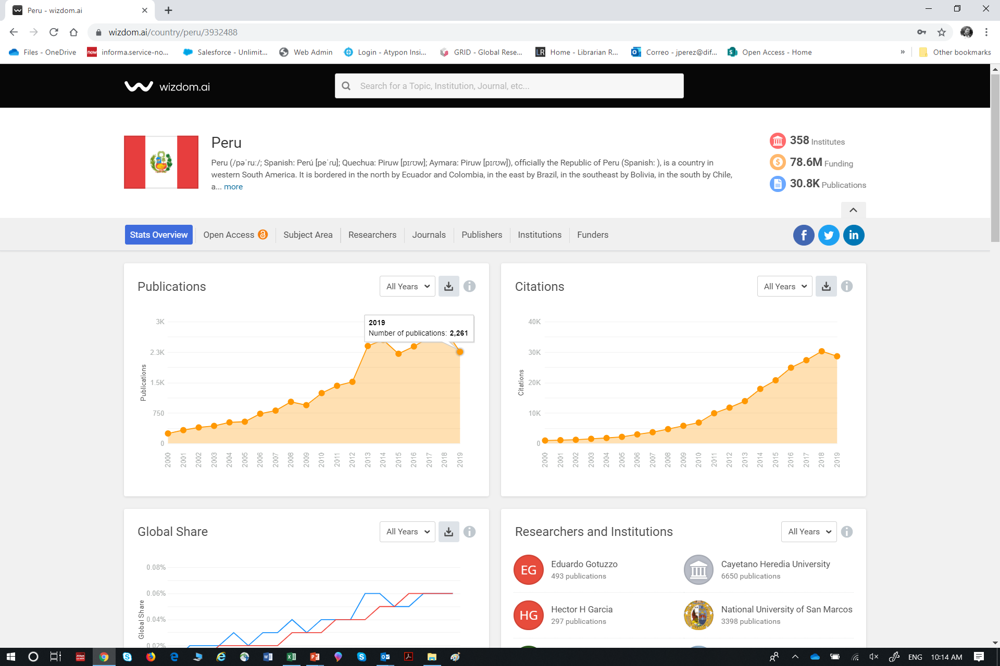 Peru - wizdom.ai
wizdom.ai/country/peru/3932488
Files - OneDrive
now
informa.service-no...
Salesforce - Unlimit...
Web Admin
Login - Atypon Insi...
GRID - Global Rese...
LR
Home - Librarian R...
Correo - jperez@dif...
Open Access - Home
»
Other bookmarks
wizdom.ai
Search for a Topic, Institution, Journal, etc...
Peru
Peru (/pəˈruː/; Spanish: Perú [peˈɾu]; Quechua: Piruw [pɪɾʊw]; Aymara: Piruw [pɪɾʊw]), officially the Republic of Peru (Spanish: ), is a country in
western South America. It is bordered in the north by Ecuador and Colombia, in the east by Brazil, in the southeast by Bolivia, in the south by Chile,
a... more
358 Institutes
78.6M Funding
30.8K Publications
Stats Overview
Open Access
Subject Area
Researchers
Journals
Publishers
Institutions
Funders
Publications
All Years
2019
Number of publications: 2,261
3K
2.3K
1.5K
750
0
Publications
2000
2001
2002
2003
2004
2005
2006
2007
2008
2009
2010
2011
2012
2013
2014
2015
2016
2017
2018
2019
Citations
All Years
40K
30K
20K
10K
0
Citations
2000
2001
2002
2003
2004
2005
2006
2007
2008
2009
2010
2011
2012
2013
2014
2015
2016
2017
2018
2019
Global Share
All Years
0.08%
0.06%
0.04%
0.02%
Global Share
Researchers and Institutions
All Years
EG
Eduardo Gotuzzo
493 publications
Cayetano Heredia University
6650 publications
HG
Hector H Garcia
297 publications
National University of San Marcos
3398 publications
ENG
10:14 AM